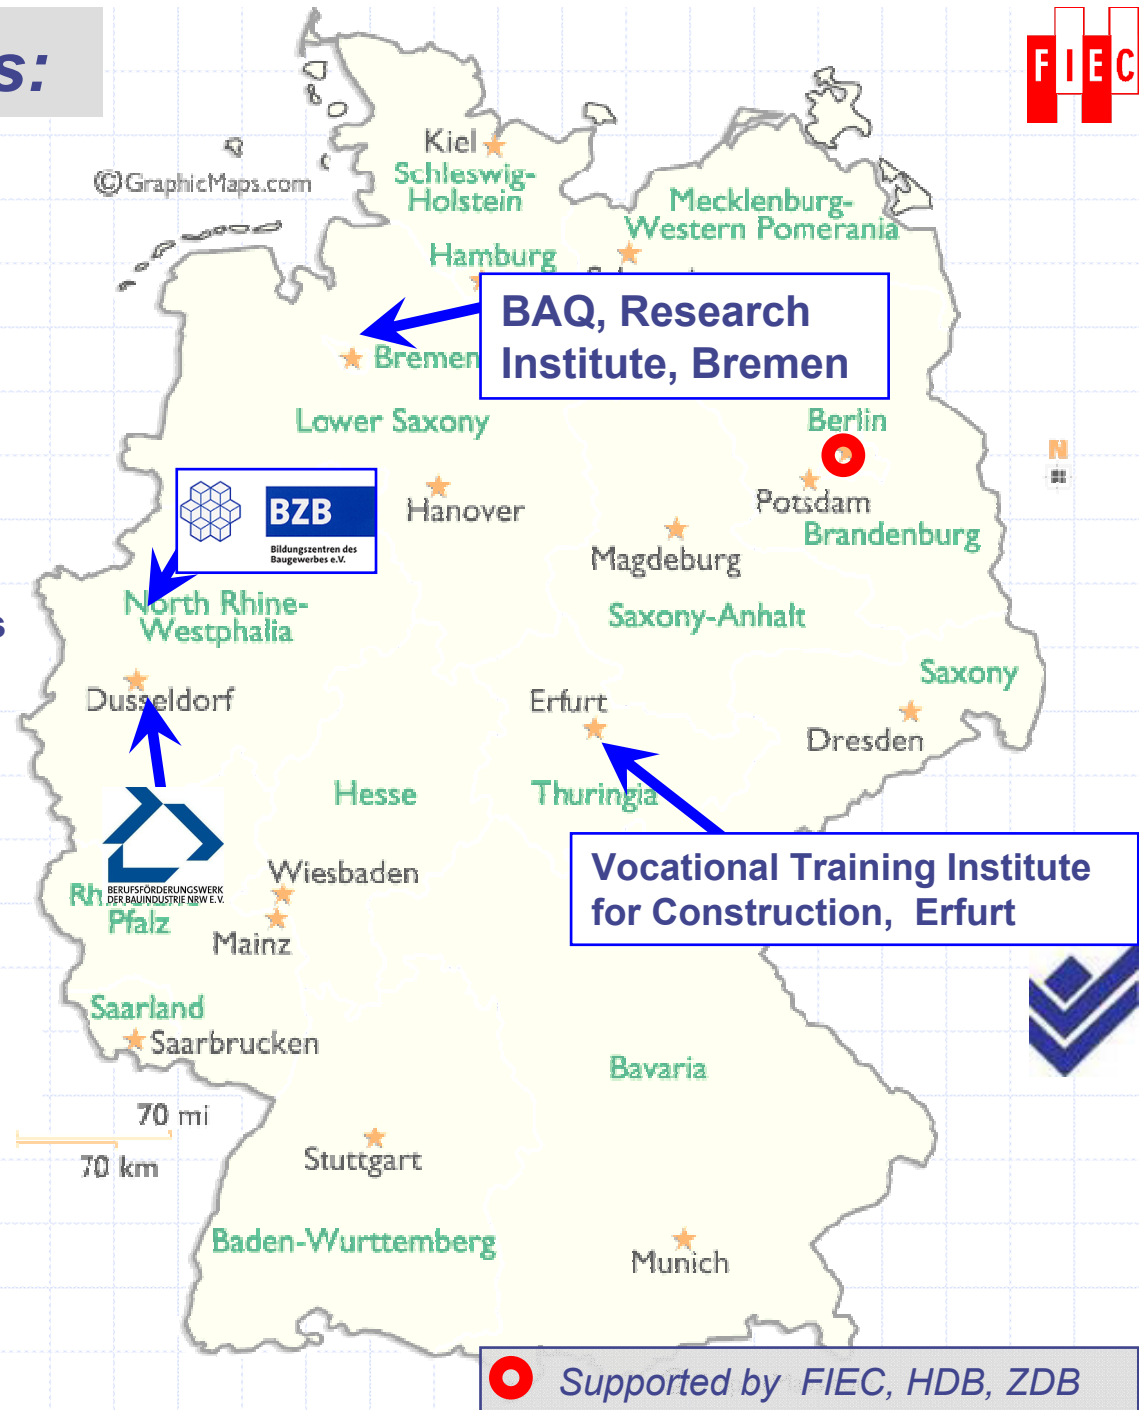 s:
FIEC
Kiel
©GraphicMaps.com
Schleswig-
Holstein
Mecklenburg-
Western Pomerania
Hamburg
BAQ, Research
Institute, Bremen
Bremen
Lower Saxony
Berlin
N
BZB
Bildungszentren des
Baugewerbes e.V.
Hanover
Potsdam
Brandenburg
Magdeburg
North Rhine-
Westphalia
s
Saxony-Anhalt
Saxony
Dusseldorf
Erfurt
Dresden
Hesse
Thuringia
Vocational Training Institute
for Construction, Erfurt
Wiesbaden
BERUFSFÖRDERUNGSWERK
DER BAUINDUSTRIE NRW E.V.
Pfalz
Mainz
Saarland
Saarbrucken
Bavaria
70 mi
70 km
Stuttgart
Baden-Wurttemberg
Munich
Supported by FIEC, HDB, ZDB